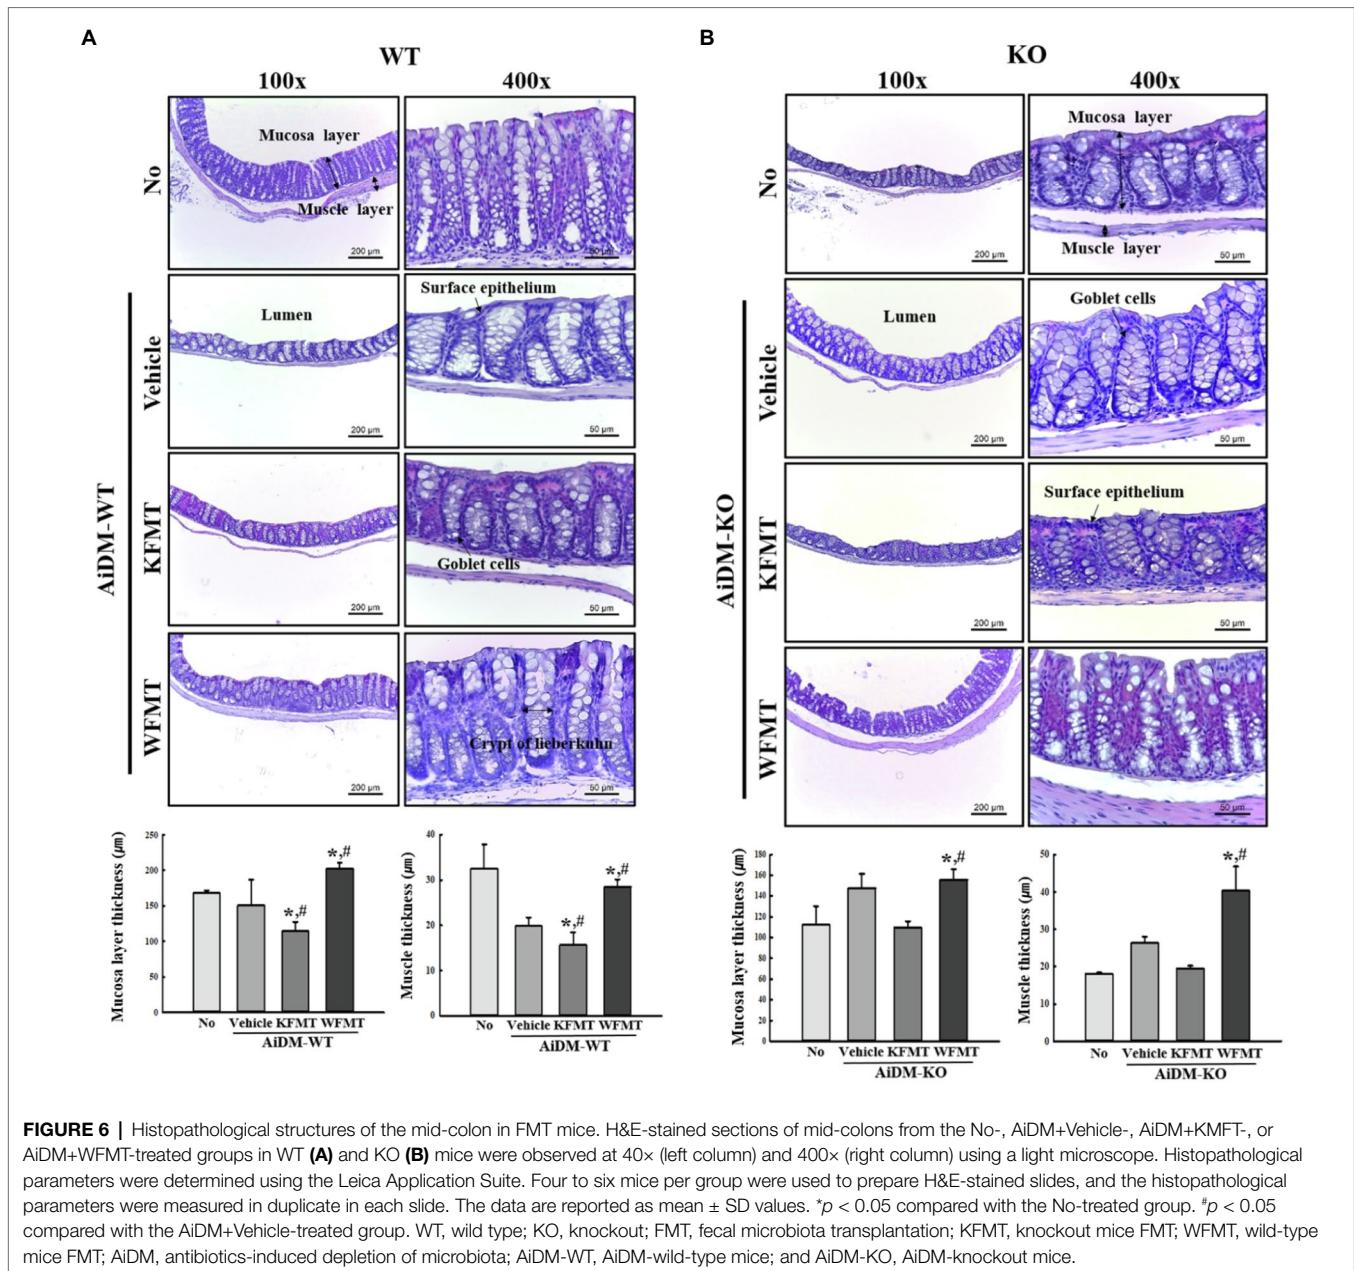 A
WT
100x
400x
No
Mucosa layer
Muscle layer
200 µm
50 µm
AiDM-WT
Vehicle
Lumen
200 µm
Surface epithelium
50 µm
KFMT
200 µm
Goblet cells
50 µm
WFMT
200 µm
Crypt of lieberkuhn
50 µm
Mucosa layer thickness (µm)
250
200
150
100
50
0
*,#
*,#
No
Vehicle KFMT WFMT
AiDM-WT
Muscle thickness (µm)
40
30
20
10
0
*,#
*,#
No
Vehicle KFMT WFMT
AiDM-WT
B
KO
100x
400x
No
200 µm
Mucosa layer
Muscle layer
50 µm
AiDM-KO
Vehicle
Lumen
200 µm
Goblet cells
50 µm
KFMT
200 µm
Surface epithelium
50 µm
WFMT
200 µm
50 µm
Mucosa layer thickness (µm)
180
160
140
120
100
80
60
40
20
0
*,#
No
Vehicle KFMT WFMT
AiDM-KO
Muscle thickness (µm)
50
40
30
20
10
0
*,#
No
Vehicle KFMT WFMT
AiDM-KO
FIGURE 6 | Histopathological structures of the mid-colon in FMT mice. H&E-stained sections of mid-colons from the No-, AiDM+Vehicle-, AiDM+KMFT-, or
AiDM+WFMT-treated groups in WT (A) and KO (B) mice were observed at 40× (left column) and 400× (right column) using a light microscope. Histopathological
parameters were determined using the Leica Application Suite. Four to six mice per group were used to prepare H&E-stained slides, and the histopathological
parameters were measured in duplicate in each slide. The data are reported as mean ± SD values. *p < 0.05 compared with the No-treated group. #p < 0.05
compared with the AiDM+Vehicle-treated group. WT, wild type; KO, knockout; FMT, fecal microbiota transplantation; KFMT, knockout mice FMT; WFMT, wild-type
mice FMT; AiDM, antibiotics-induced depletion of microbiota; AiDM-WT, AiDM-wild-type mice; and AiDM-KO, AiDM-knockout mice.